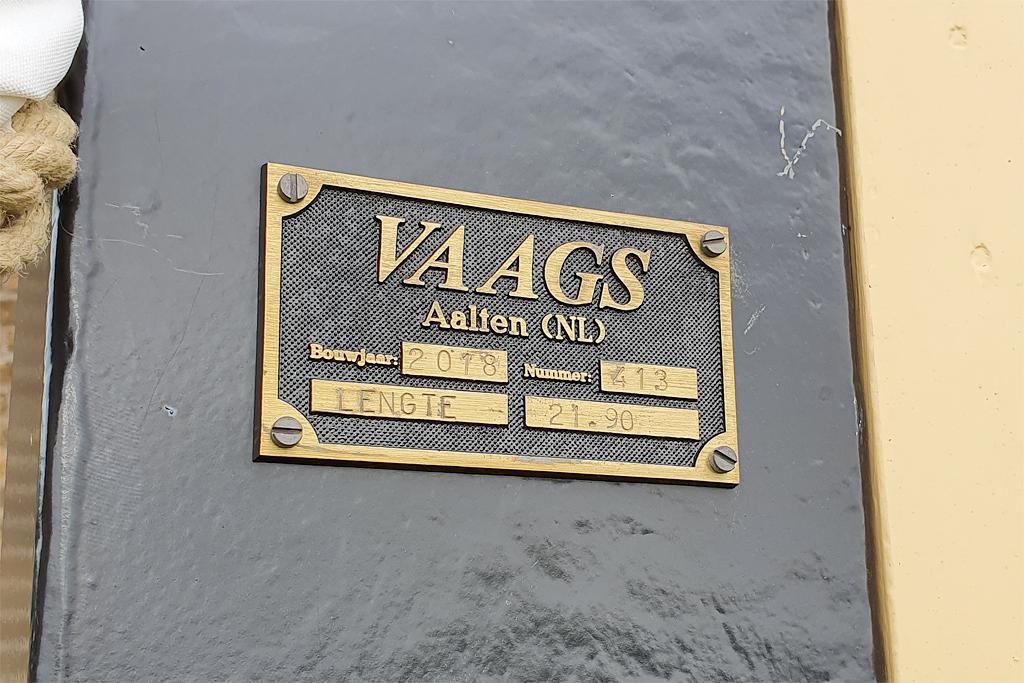 VAAGS
Aalten (NL)
Bouwjaar: 2018 Nummer: 413
LENGTE 21.90